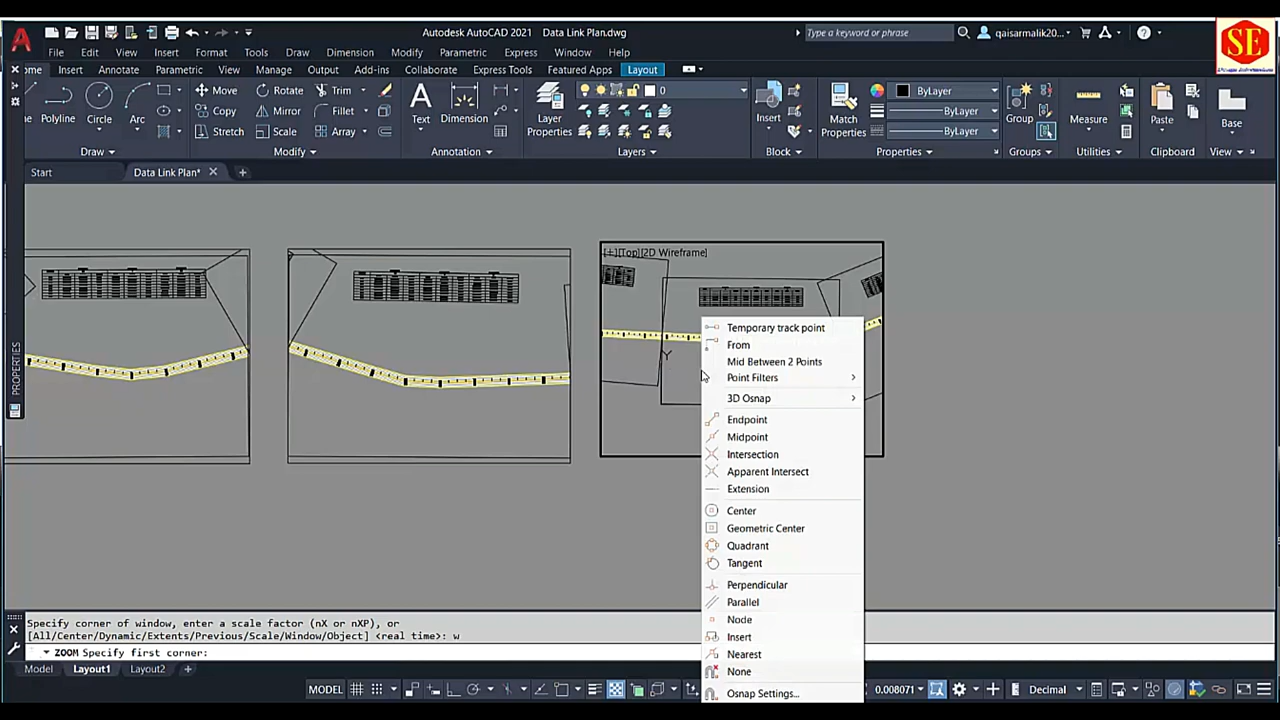 Autodesk AutoCAD 2021 Data Link Plan.dwg
Type a keyword or phrase
qaisarmalik20...
SE
File Edit View Insert Format Tools Draw Dimension Modify Parametric Express Window Help
ome Insert Annotate Parametric View Manage Output Add-ins Collaborate Express Tools Featured Apps Layout
Move Rotate Trim
Copy Mirror Fillet
Stretch Scale Array
Polyline Circle Arc
Text Dimension
Layer
Properties
0
Insert
Match
Properties
ByLayer
ByLayer
ByLayer
Group Measure Paste Base
Draw Modify Annotation Layers Block Properties Groups Utilities Clipboard View
Start Data Link Plan*
[+][Top][2D Wireframe]
Y
PROPERTIES
Temporary track point
From
Mid Between 2 Points
Point Filters
3D Osnap
Endpoint
Midpoint
Intersection
Apparent Intersect
Extension
Center
Geometric Center
Quadrant
Tangent
Perpendicular
Parallel
Node
Insert
Nearest
None
Osnap Settings...
Specify corner of window, enter a scale factor (nX or nXP), or
[All/Center/Dynamic/Extents/Previous/Scale/Window/Object] <real time>: w
ZOOM Specify first corner:
Model Layout1 Layout2 +
MODEL 0.008071 Decimal